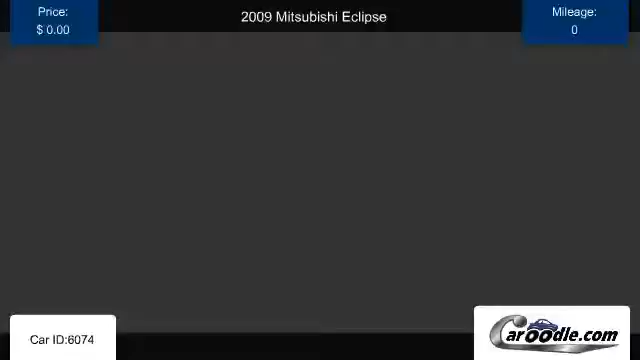 Price:
$ 0.00
2009 Mitsubishi Eclipse
Mileage:
0
Car ID:6074
Caroodle.com